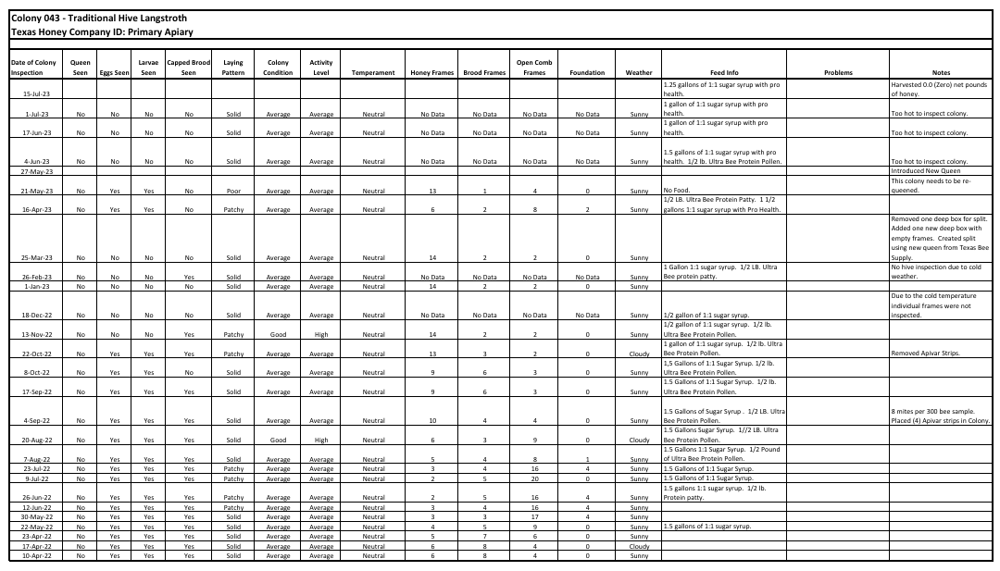 Colony 043 - Traditional Hive Langstroth
Texas Honey Company ID: Primary Apiary
Date of Colony Queen Larvae Capped Brood Laying Colony Activity Open Comb
Inspection Seen Eggs Seen Seen Seen Pattern Condition Level Temperament Honey Frames Brood Frames Frames Foundation Weather Feed Info Problems Notes
1.25 gallons of 1:1 sugar syrup with pro Harvested 0.0 (Zero) net pounds
15-Jul-23 health. of honey.
1 gallon of 1:1 sugar syrup with pro
1-Jul-23 No No No No Solid Average Average Neutral No Data No Data No Data No Data Sunny health. Too hot to inspect colony.
1 gallon of 1:1 sugar syrup with pro
17-Jun-23 No No No No Solid Average Average Neutral No Data No Data No Data No Data Sunny health. Too hot to inspect colony.
1.5 gallons of 1:1 sugar syrup with pro
4-Jun-23 No No No No Solid Average Average Neutral No Data No Data No Data No Data Sunny health. 1/2 lb. Ultra Bee Protein Pollen. Too hot to inspect colony.
27-May-23 Introduced New Queen
This colony needs to be re-
21-May-23 No Yes Yes No Poor Average Average Neutral 13 1 4 0 Sunny No Food. queened.
1/2 LB. Ultra Bee Protein Patty. 1 1/2
16-Apr-23 No Yes Yes No Patchy Average Average Neutral 6 2 8 2 Sunny gallons 1:1 sugar syrup with Pro Health.
Removed one deep box for split.
Added one new deep box with
empty frames. Created split
using new queen from Texas Bee
25-Mar-23 No No No No Solid Average Average Neutral 14 2 2 0 Sunny Supply.
1 Gallon 1:1 sugar syrup. 1/2 LB. Ultra No hive inspection due to cold
26-Feb-23 No No No Yes Solid Average Average Neutral No Data No Data No Data No Data Sunny Bee protein patty. weather.
1-Jan-23 No No No No Solid Average Average Neutral 14 2 2 0 Sunny
Due to the cold temperature
individual frames were not
18-Dec-22 No No No No Solid Average Average Neutral No Data No Data No Data No Data Sunny 1/2 gallon of 1:1 sugar syrup. inspected.
1/2 gallon of 1:1 sugar syrup. 1/2 lb.
13-Nov-22 No No No Yes Patchy Good High Neutral 14 2 2 0 Sunny Ultra Bee Protein Pollen.
1 gallon of 1:1 sugar syrup. 1/2 lb. Ultra
22-Oct-22 No Yes Yes Yes Patchy Average Average Neutral 13 3 2 0 Cloudy Bee Protein Pollen. Removed Apivar Strips.
1,5 Gallons of 1:1 Sugar Syrup. 1/2 lb.
8-Oct-22 No Yes Yes No Solid Average Average Neutral 9 6 3 0 Sunny Ultra Bee Protein Pollen.
1.5 Gallons of 1:1 Sugar Syrup. 1/2 lb.
17-Sep-22 No Yes Yes Yes Solid Average Average Neutral 9 6 3 0 Sunny Ultra Bee Protein Pollen.
1.5 Gallons of Sugar Syrup . 1/2 LB. Ultra 8 mites per 300 bee sample.
4-Sep-22 No Yes Yes Yes Solid Average Average Neutral 10 4 4 0 Sunny Bee Protein Pollen. Placed (4) Apivar strips in Colony.
1.5 Gallons Sugar Syrup. 1//2 LB. Ultra
20-Aug-22 No Yes Yes Yes Solid Good High Neutral 6 3 9 0 Cloudy Bee Protein Pollen.
1.5 Gallons 1:1 Sugar Syrup. 1/2 Pound
7-Aug-22 No Yes Yes Yes Patchy Average Average Neutral 5 4 8 1 Sunny of Ultra Bee Protein Pollen.
23-Jul-22 No Yes Yes Yes Patchy Average Average Neutral 3 4 16 4 Sunny 1.5 Gallons of 1:1 Sugar Syrup.
9-Jul-22 No Yes Yes Yes Patchy Average Average Neutral 2 5 20 0 Sunny 1.5 Gallons of 1:1 Sugar Syrup.
1.5 gallons 1:1 sugar syrup. 1/2 lb.
26-Jun-22 No Yes Yes Yes Patchy Average Average Neutral 2 5 16 4 Sunny Protein patty.
12-Jun-22 No Yes Yes Yes Patchy Average Average Neutral 3 4 16 4 Sunny
30-May-22 No Yes Yes Yes Solid Average Average Neutral 3 3 17 4 Sunny
22-May-22 No Yes Yes Yes Solid Average Average Neutral 4 5 9 0 Sunny 1.5 gallons of 1:1 sugar syrup.
23-Apr-22 No Yes Yes Yes Solid Average Average Neutral 5 7 6 0 Sunny
17-Apr-22 No Yes Yes Yes Solid Average Average Neutral 6 8 4 0 Cloudy
10-Apr-22 No Yes Yes Yes Solid Average Average Neutral 6 8 4 0 Sunny